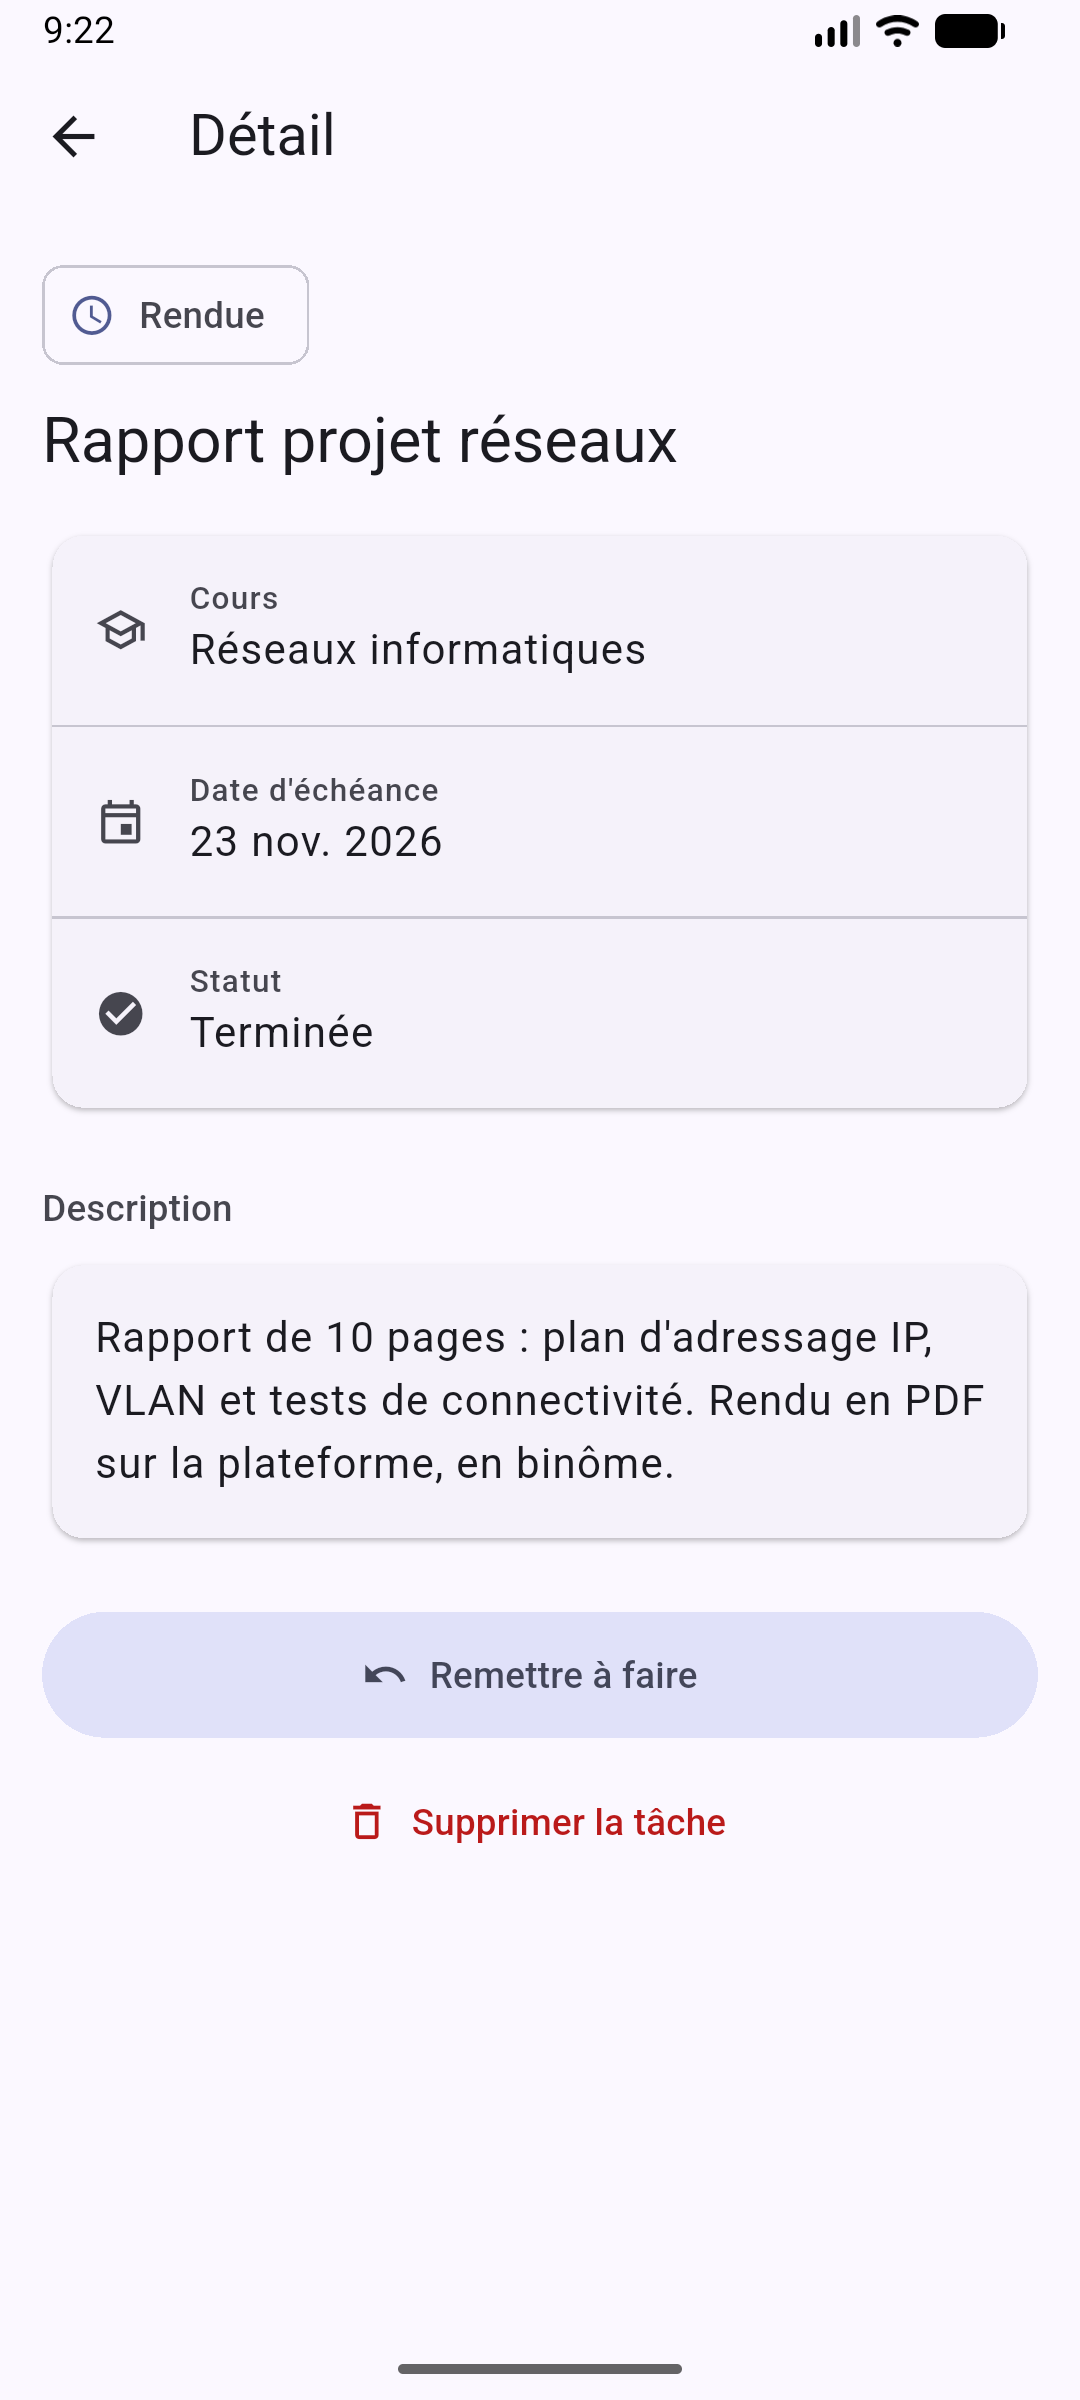 9:22
Détail
Rendue
Rapport projet réseaux
Cours
Réseaux informatiques
Date d'échéance
23 nov. 2026
Statut
Terminée
Description
Rapport de 10 pages : plan d'adressage IP,
VLAN et tests de connectivité. Rendu en PDF
sur la plateforme, en binôme.
Remettre à faire
Supprimer la tâche